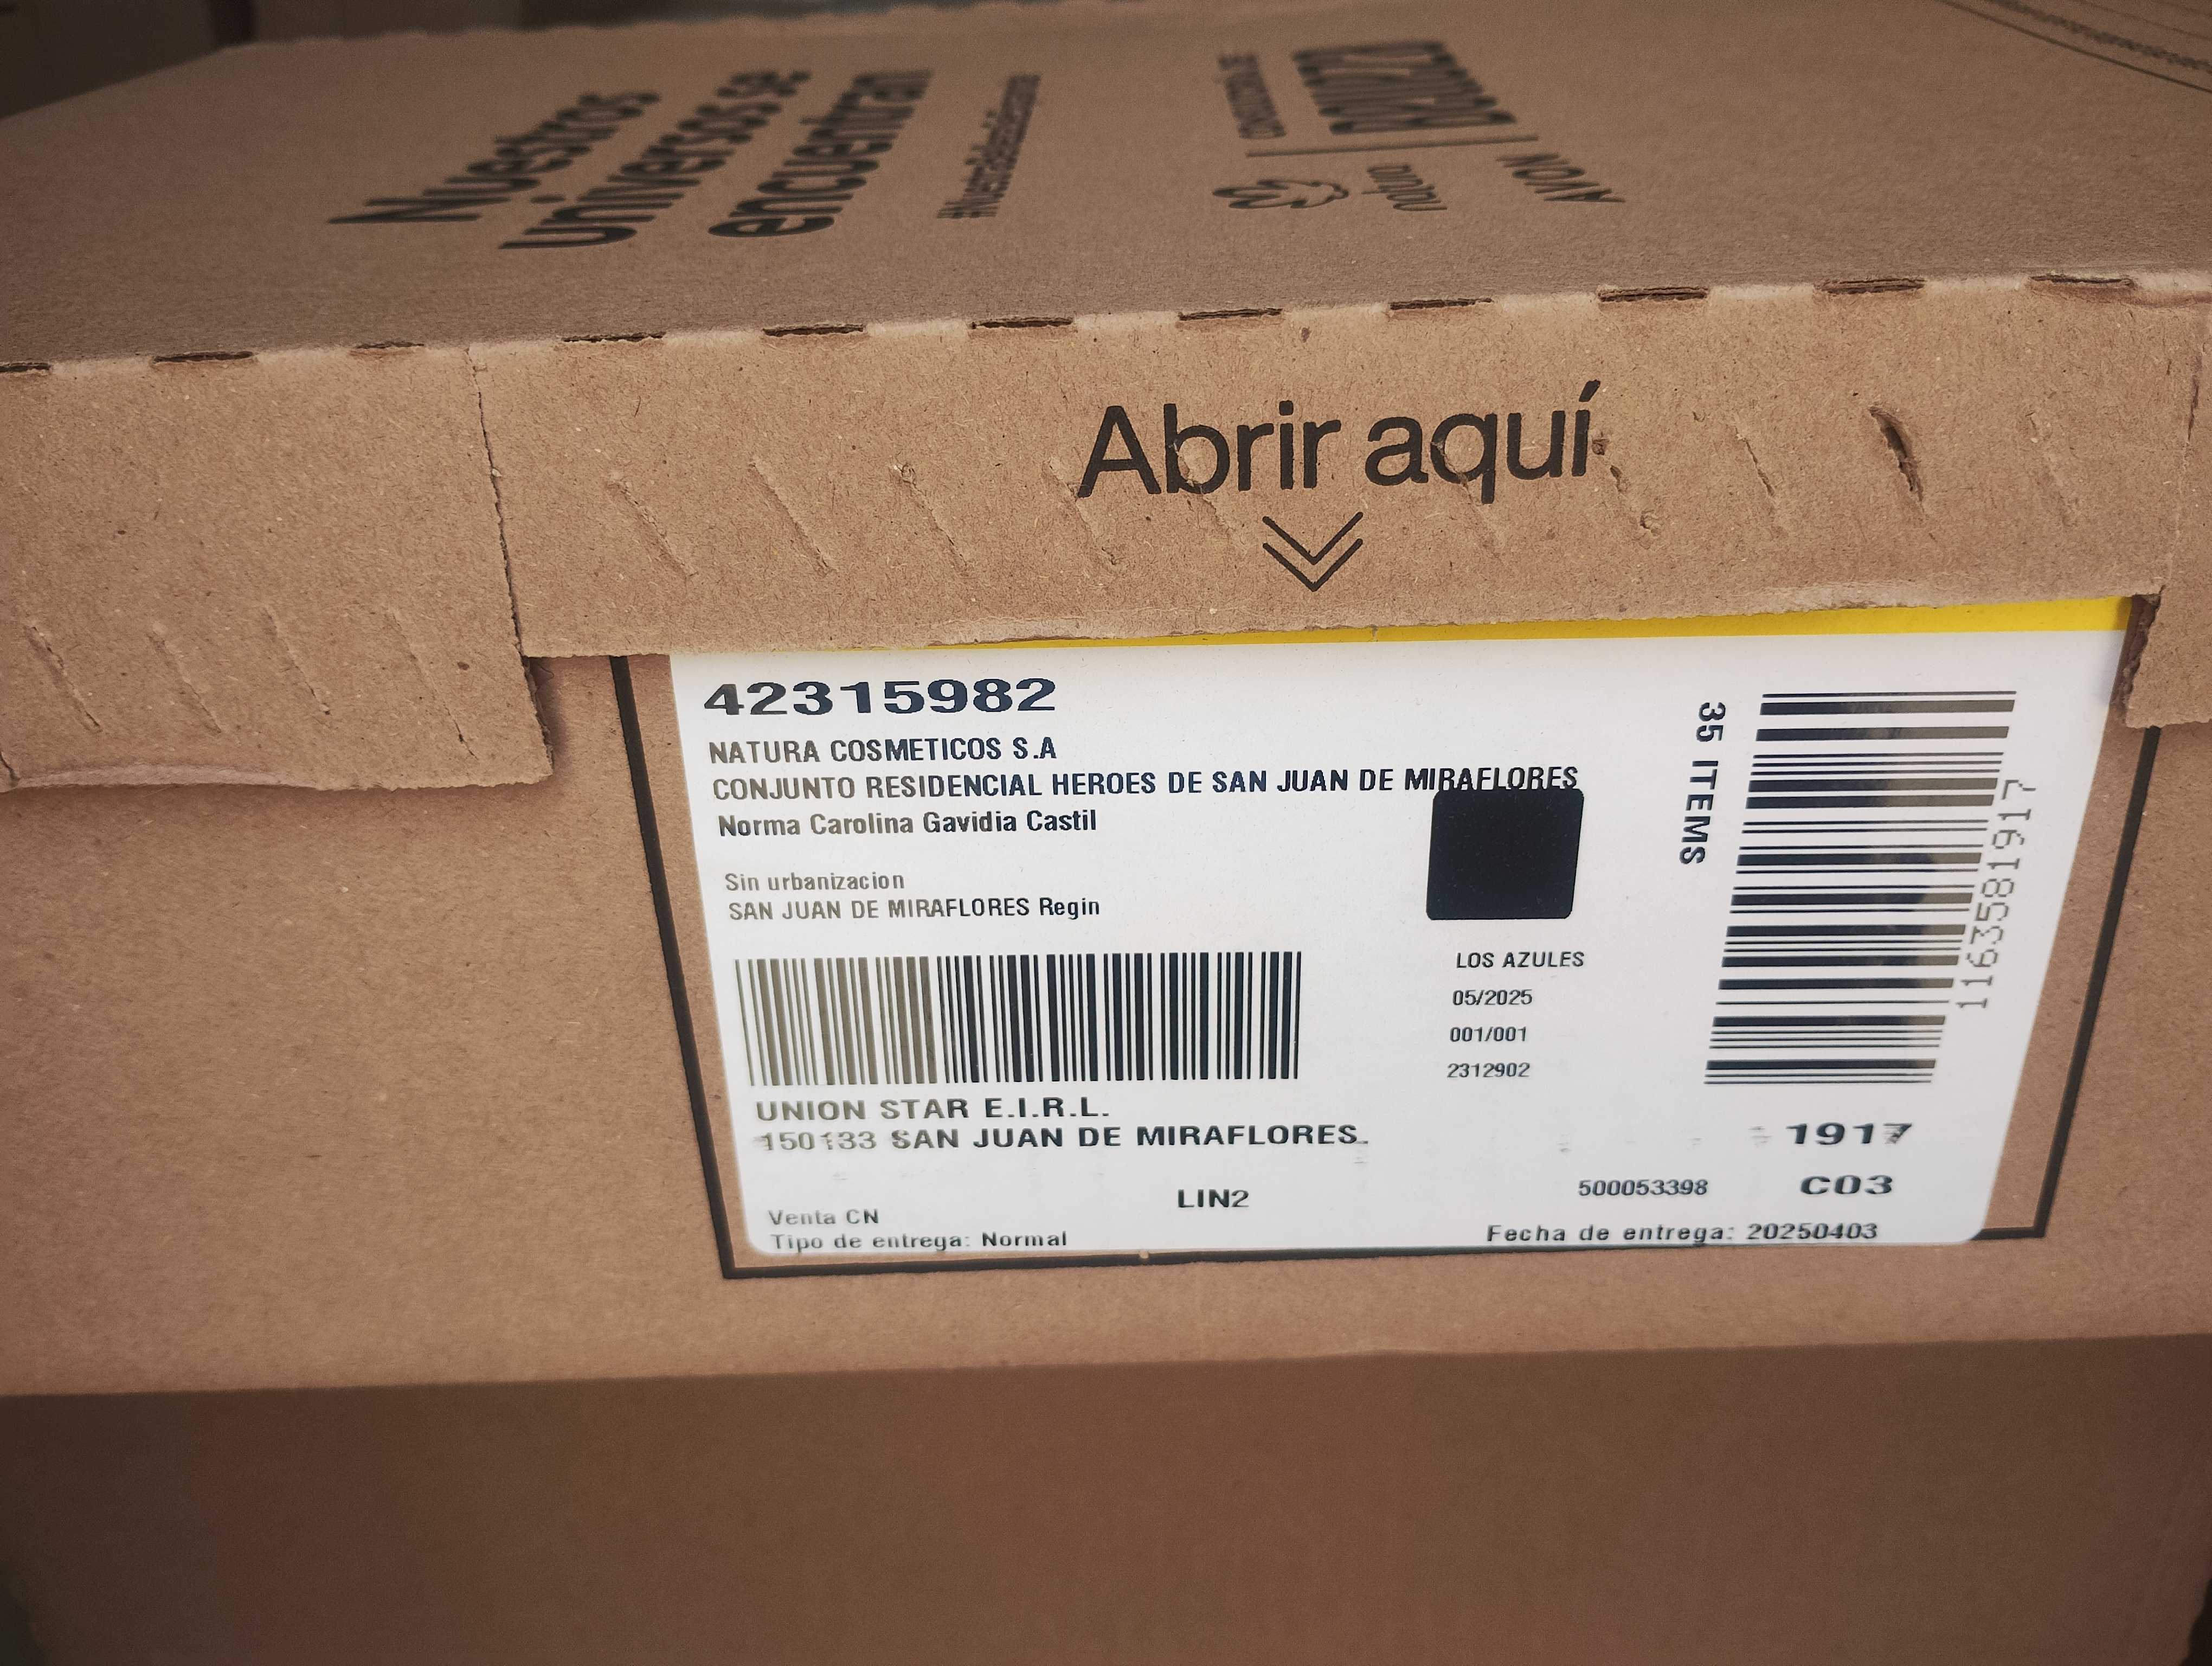 Nuestros
universos se
encuentran
natura
AVON
Abrir aquí
42315982
NATURA COSMETICOS S.A
CONJUNTO RESIDENCIAL HEROES DE SAN JUAN DE MIRAFLORES
Norma Carolina Gavidia Castil
Sin urbanizacion
SAN JUAN DE MIRAFLORES Regin
35 ITEMS
1163581917
LOS AZULES
05/2025
001/001
2312902
UNION STAR E.I.R.L.
150133 SAN JUAN DE MIRAFLORES.
1917
LIN2
500053398
C03
Venta CN
Tipo de entrega: Normal
Fecha de entrega: 20250403